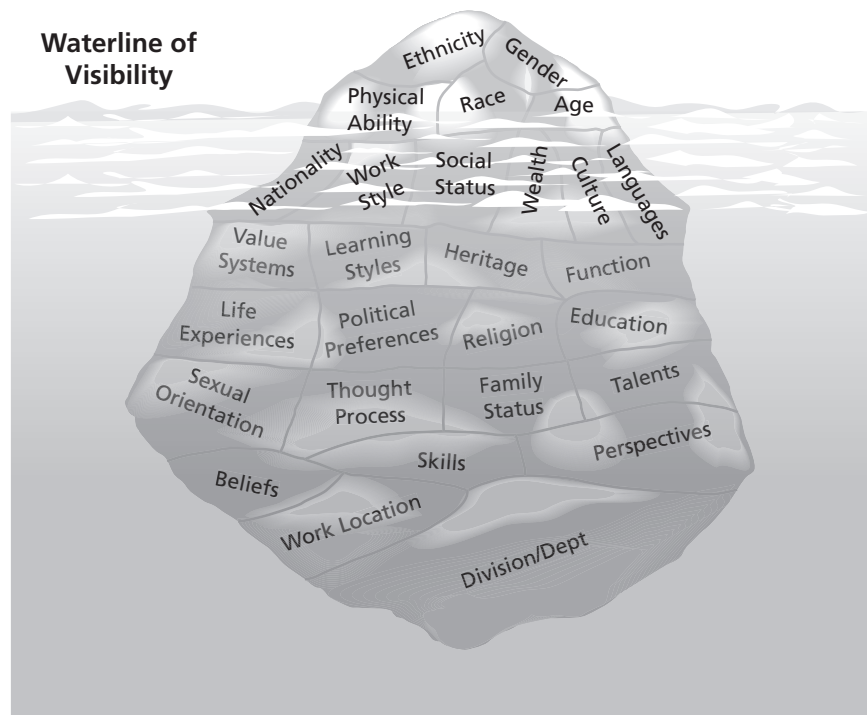 Waterline of
Visibility
Ethnicity
Gender
Physical
Ability
Race
Age
Nationality
Work
Style
Social
Status
Wealth
Culture
Languages
Value
Systems
Learning
Styles
Heritage
Function
Life
Experiences
Political
Preferences
Religion
Education
Sexual
Orientation
Thought
Process
Family
Status
Talents
Beliefs
Skills
Perspectives
Work Location
Division/Dept